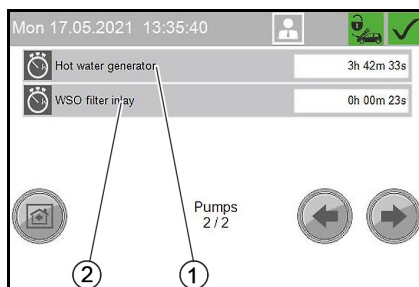 Mon 17.05.2021 13:35:40
Hot water generator 3h 42m 33s
WSO filter inlay 0h 00m 23s
Pumps
2 / 2
2 1